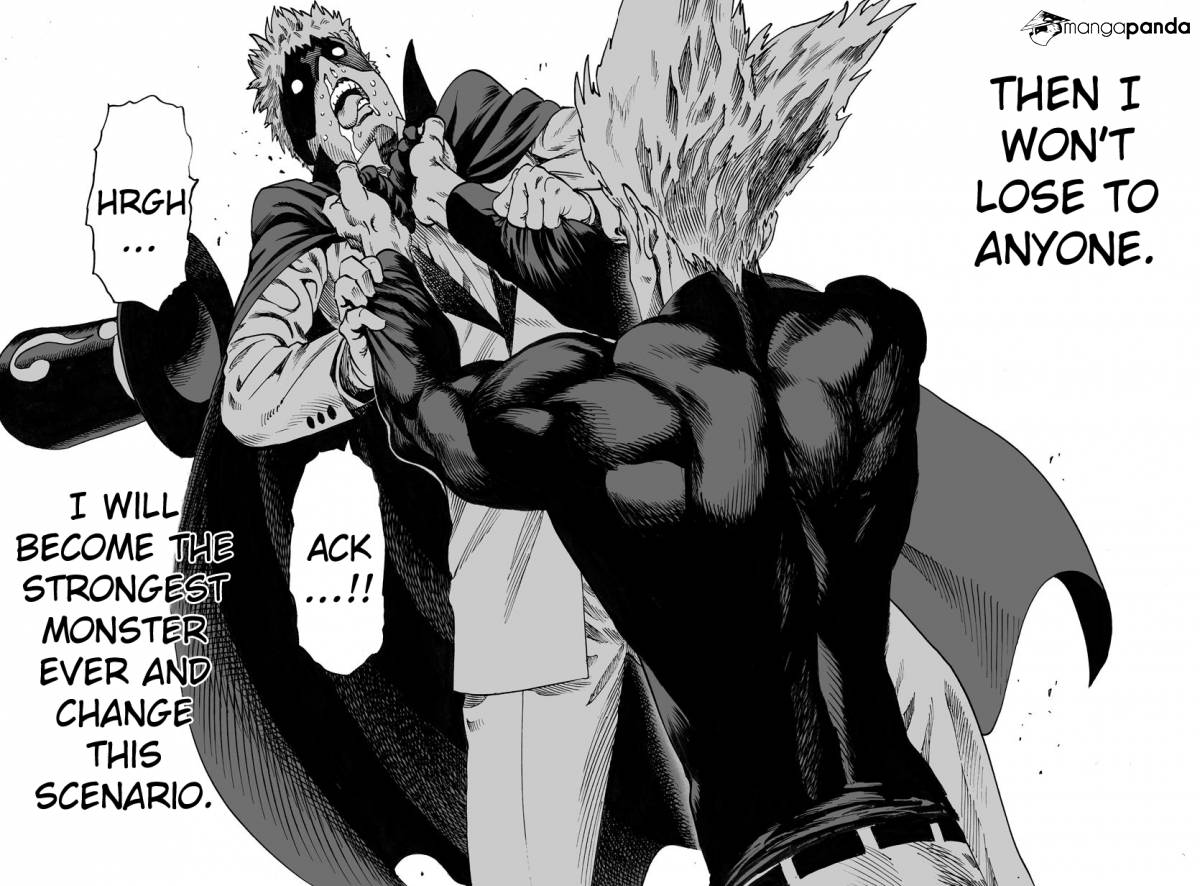 mangapanda
THEN I
WON'T
LOSE TO
ANYONE.
HRGH
...
ACK
...!!
I WILL
BECOME THE
STRONGEST
MONSTER
EVER AND
CHANGE
THIS
SCENARIO.